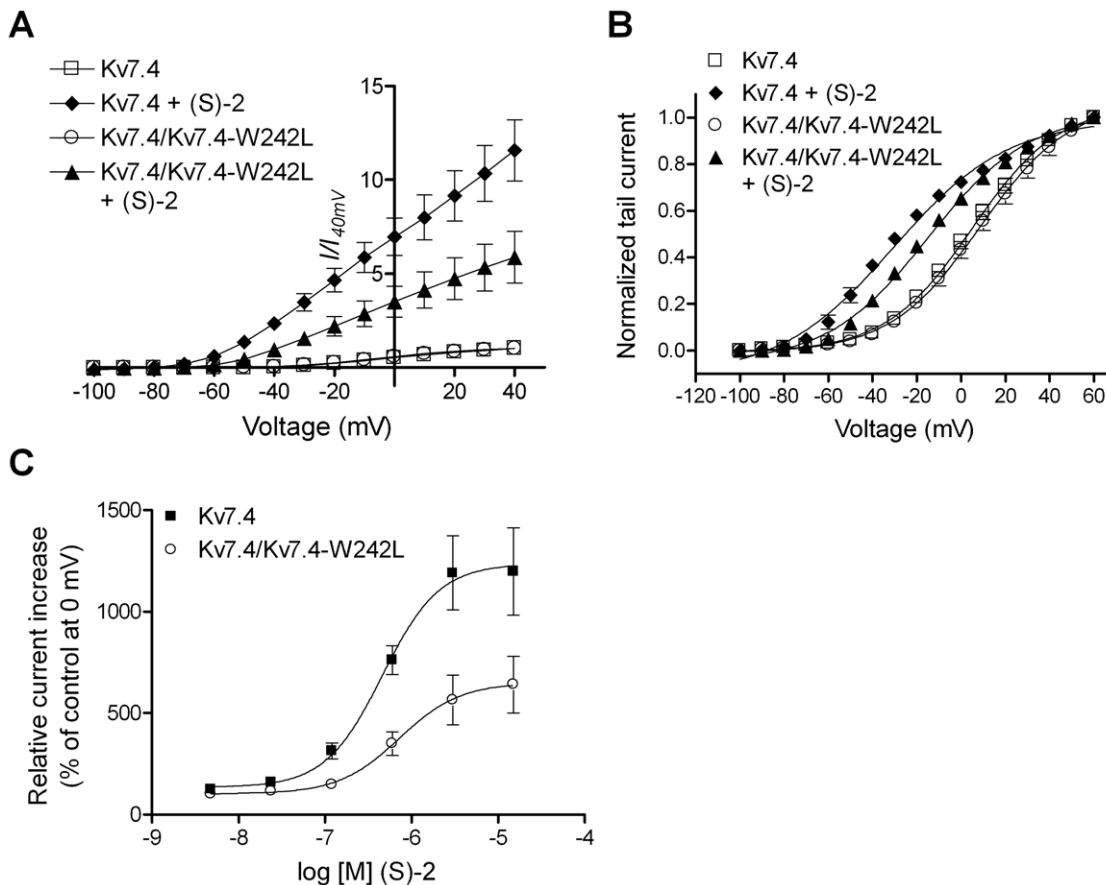 A
Kv7.4
Kv7.4 + (S)-2
Kv7.4/Kv7.4-W242L
Kv7.4/Kv7.4-W242L
+ (S)-2
I/I40mV
15
10
5
-100 -80 -60 -40 -20 20 40
Voltage (mV)
B
Kv7.4
Kv7.4 + (S)-2
Kv7.4/Kv7.4-W242L
Kv7.4/Kv7.4-W242L
+ (S)-2
Normalized tail current
1.0
0.8
0.6
0.4
0.2
0.0
-120 -100 -80 -60 -40 -20 0 20 40 60
Voltage (mV)
C
Kv7.4
Kv7.4/Kv7.4-W242L
Relative current increase
(% of control at 0 mV)
1500
1000
500
0
-9 -8 -7 -6 -5 -4
log [M] (S)-2